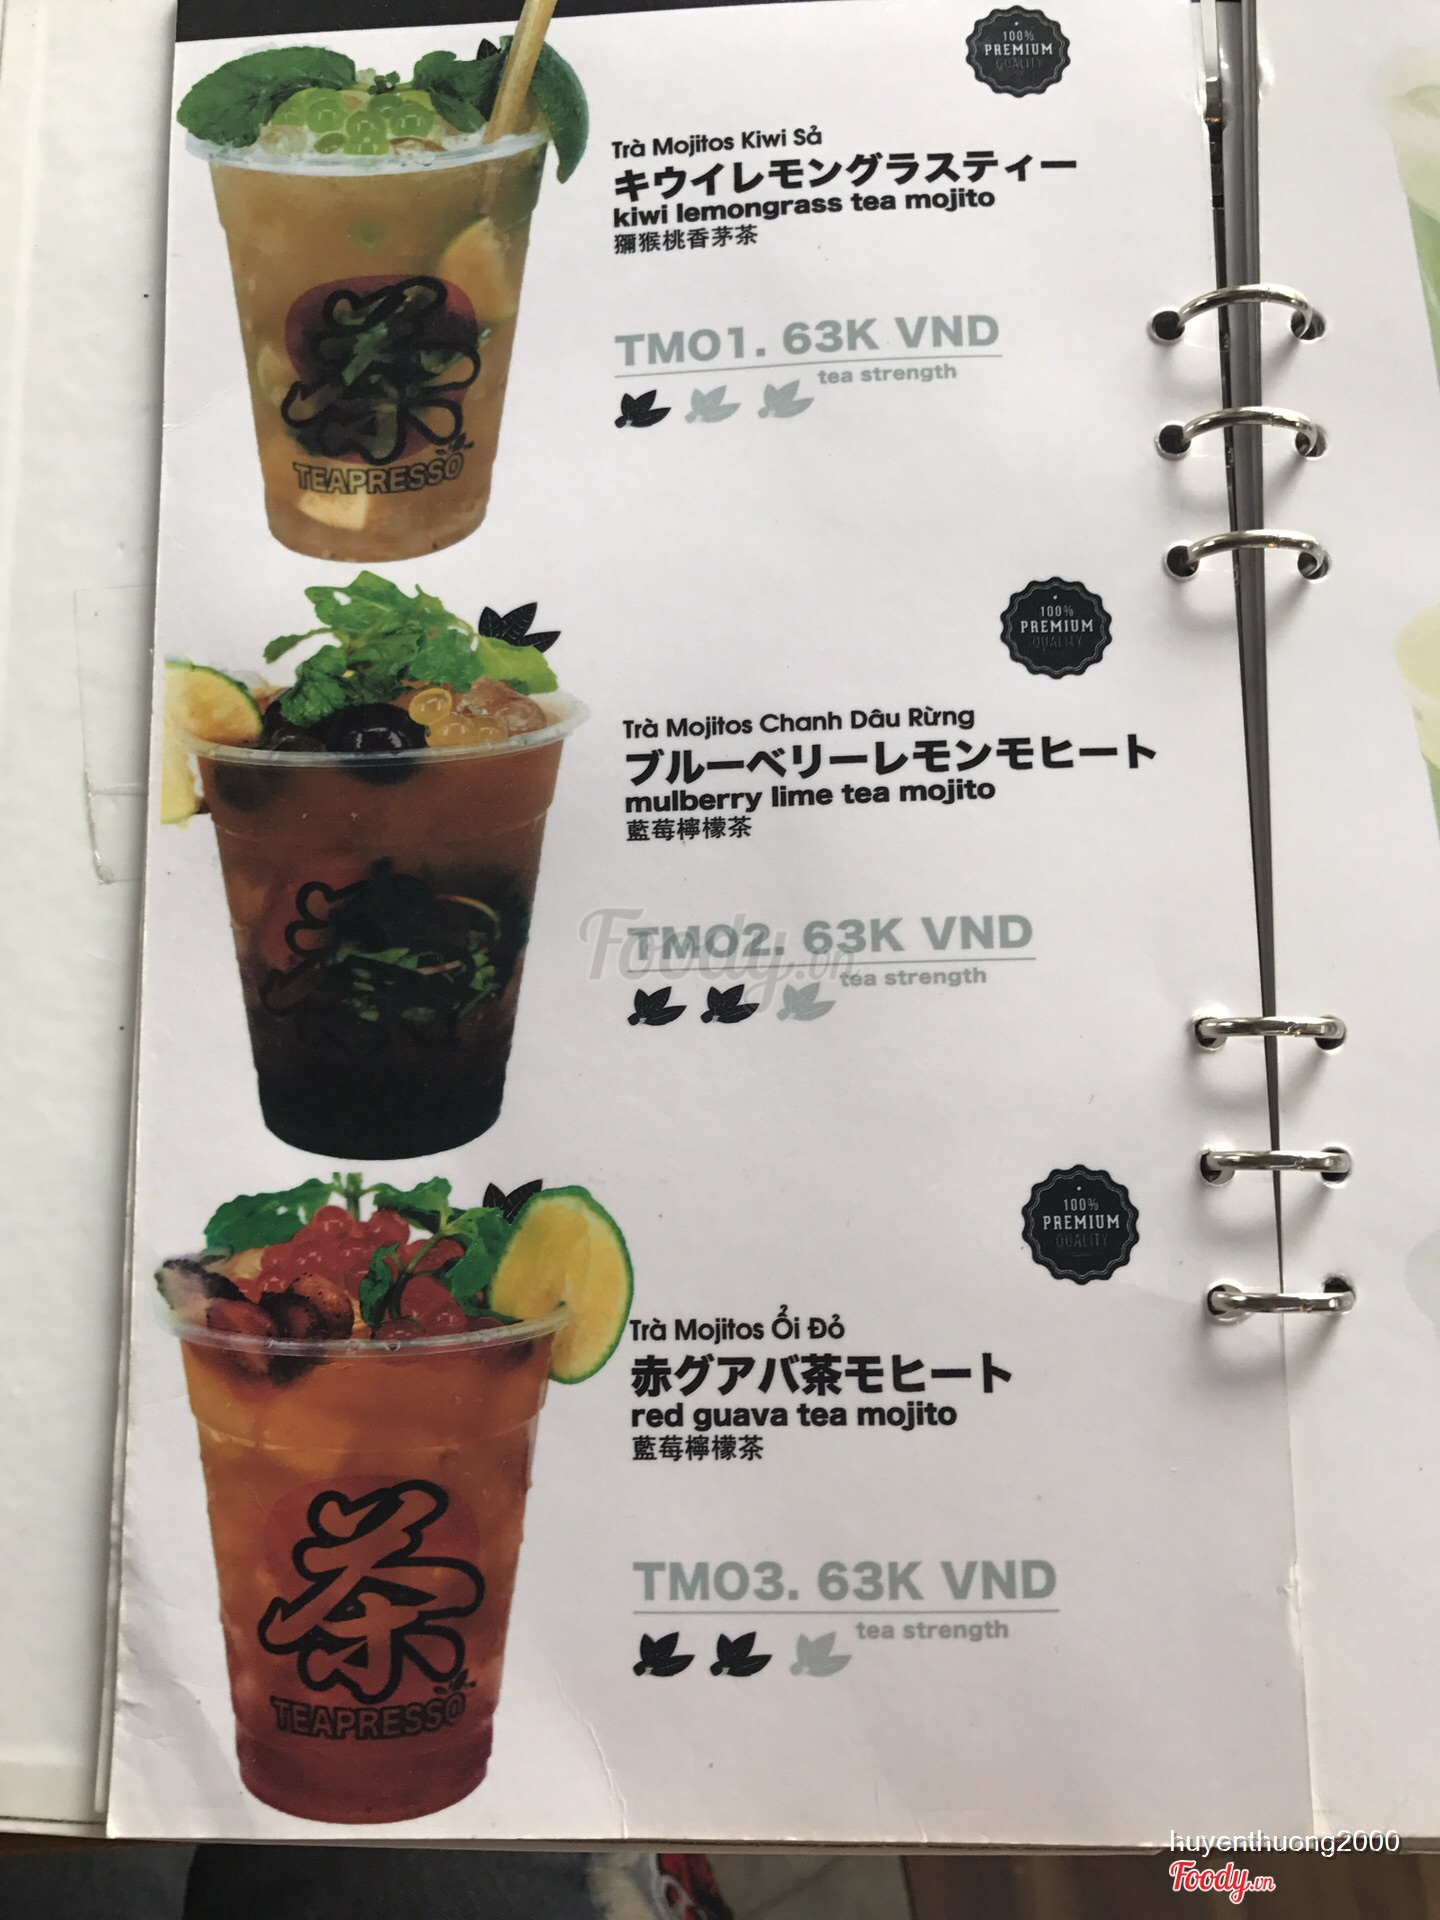 100%
PREMIUM
QUALITY
Trà Mojitos Kiwi Sả
キウイレモングラスティー
kiwi lemongrass tea mojito
獼猴桃香茅茶
TM01. 63K VND
tea strength
茶
TEAPRESSO
100%
PREMIUM
QUALITY
Trà Mojitos Chanh Dâu Rừng
ブルーベリーレモンモヒート
mulberry lime tea mojito
藍莓檸檬茶
TM02. 63K VND
tea strength
Foody.vn
100%
PREMIUM
QUALITY
Trà Mojitos Ổi Đỏ
赤グアバ茶モヒート
red guava tea mojito
藍莓檸檬茶
TM03. 63K VND
tea strength
茶
TEAPRESSO
huyenthuong2000
Foody.vn